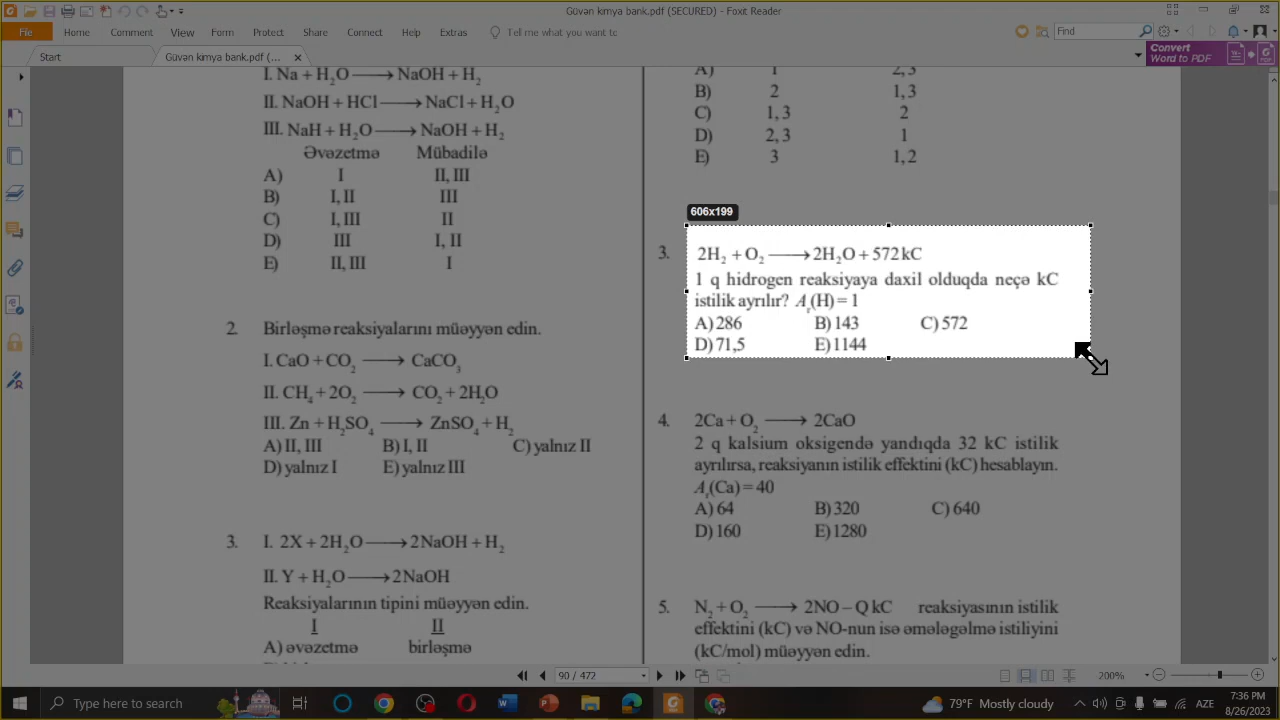 Güvən kimya bank.pdf (SECURED) - Foxit Reader
File Home Comment View Form Protect Share Connect Help Extras Tell me what you want to Find
Start Güvən kimya bank.pdf (... Convert Word to PDF
I. Na + H₂O ⟶ NaOH + H₂
II. NaOH + HCl ⟶ NaCl + H₂O
III. NaH + H₂O ⟶ NaOH + H₂
Əvəzetmə Mübadilə
A) I II, III
B) I, II III
C) I, III II
D) III I, II
E) II, III I
2. Birləşmə reaksiyalarını müəyyən edin.
I. CaO + CO₂ ⟶ CaCO₃
II. CH₄ + 2O₂ ⟶ CO₂ + 2H₂O
III. Zn + H₂SO₄ ⟶ ZnSO₄ + H₂
A) II, III B) I, II C) yalnız II
D) yalnız I E) yalnız III
3. I. 2X + 2H₂O ⟶ 2NaOH + H₂
II. Y + H₂O ⟶ 2NaOH
Reaksiyalarının tipini müəyyən edin.
I II
A) əvəzetmə birləşmə
A) 1 2, 3
B) 2 1, 3
C) 1, 3 2
D) 2, 3 1
E) 3 1, 2
606x199
3. 2H₂ + O₂ ⟶ 2H₂O + 572 kC
1 q hidrogen reaksiyaya daxil olduqda neçə kC
istilik ayrılır? Aᵣ(H) = 1
A) 286 B) 143 C) 572
D) 71,5 E) 1144
4. 2Ca + O₂ ⟶ 2CaO
2 q kalsium oksigendə yandıqda 32 kC istilik
ayrılırsa, reaksiyanın istilik effektini (kC) hesablayın.
Aᵣ(Ca) = 40
A) 64 B) 320 C) 640
D) 160 E) 1280
5. N₂ + O₂ ⟶ 2NO – Q kC reaksiyasının istilik
effektini (kC) və NO-nun isə əmələgəlmə istiliyini
(kC/mol) müəyyən edin.
90 / 472 200%
Type here to search 79°F Mostly cloudy AZE 7:36 PM
8/26/2023